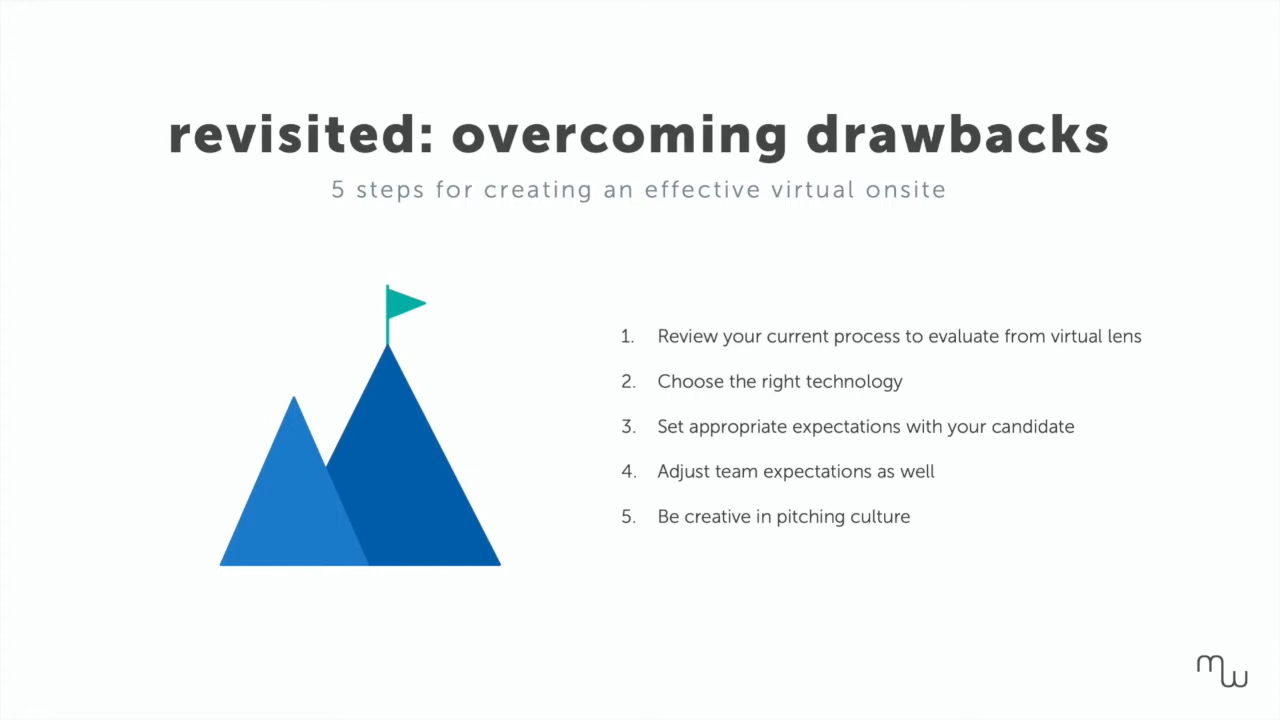 revisited: overcoming drawbacks
5 steps for creating an effective virtual onsite
1. Review your current process to evaluate from virtual lens
2. Choose the right technology
3. Set appropriate expectations with your candidate
4. Adjust team expectations as well
5. Be creative in pitching culture
mw